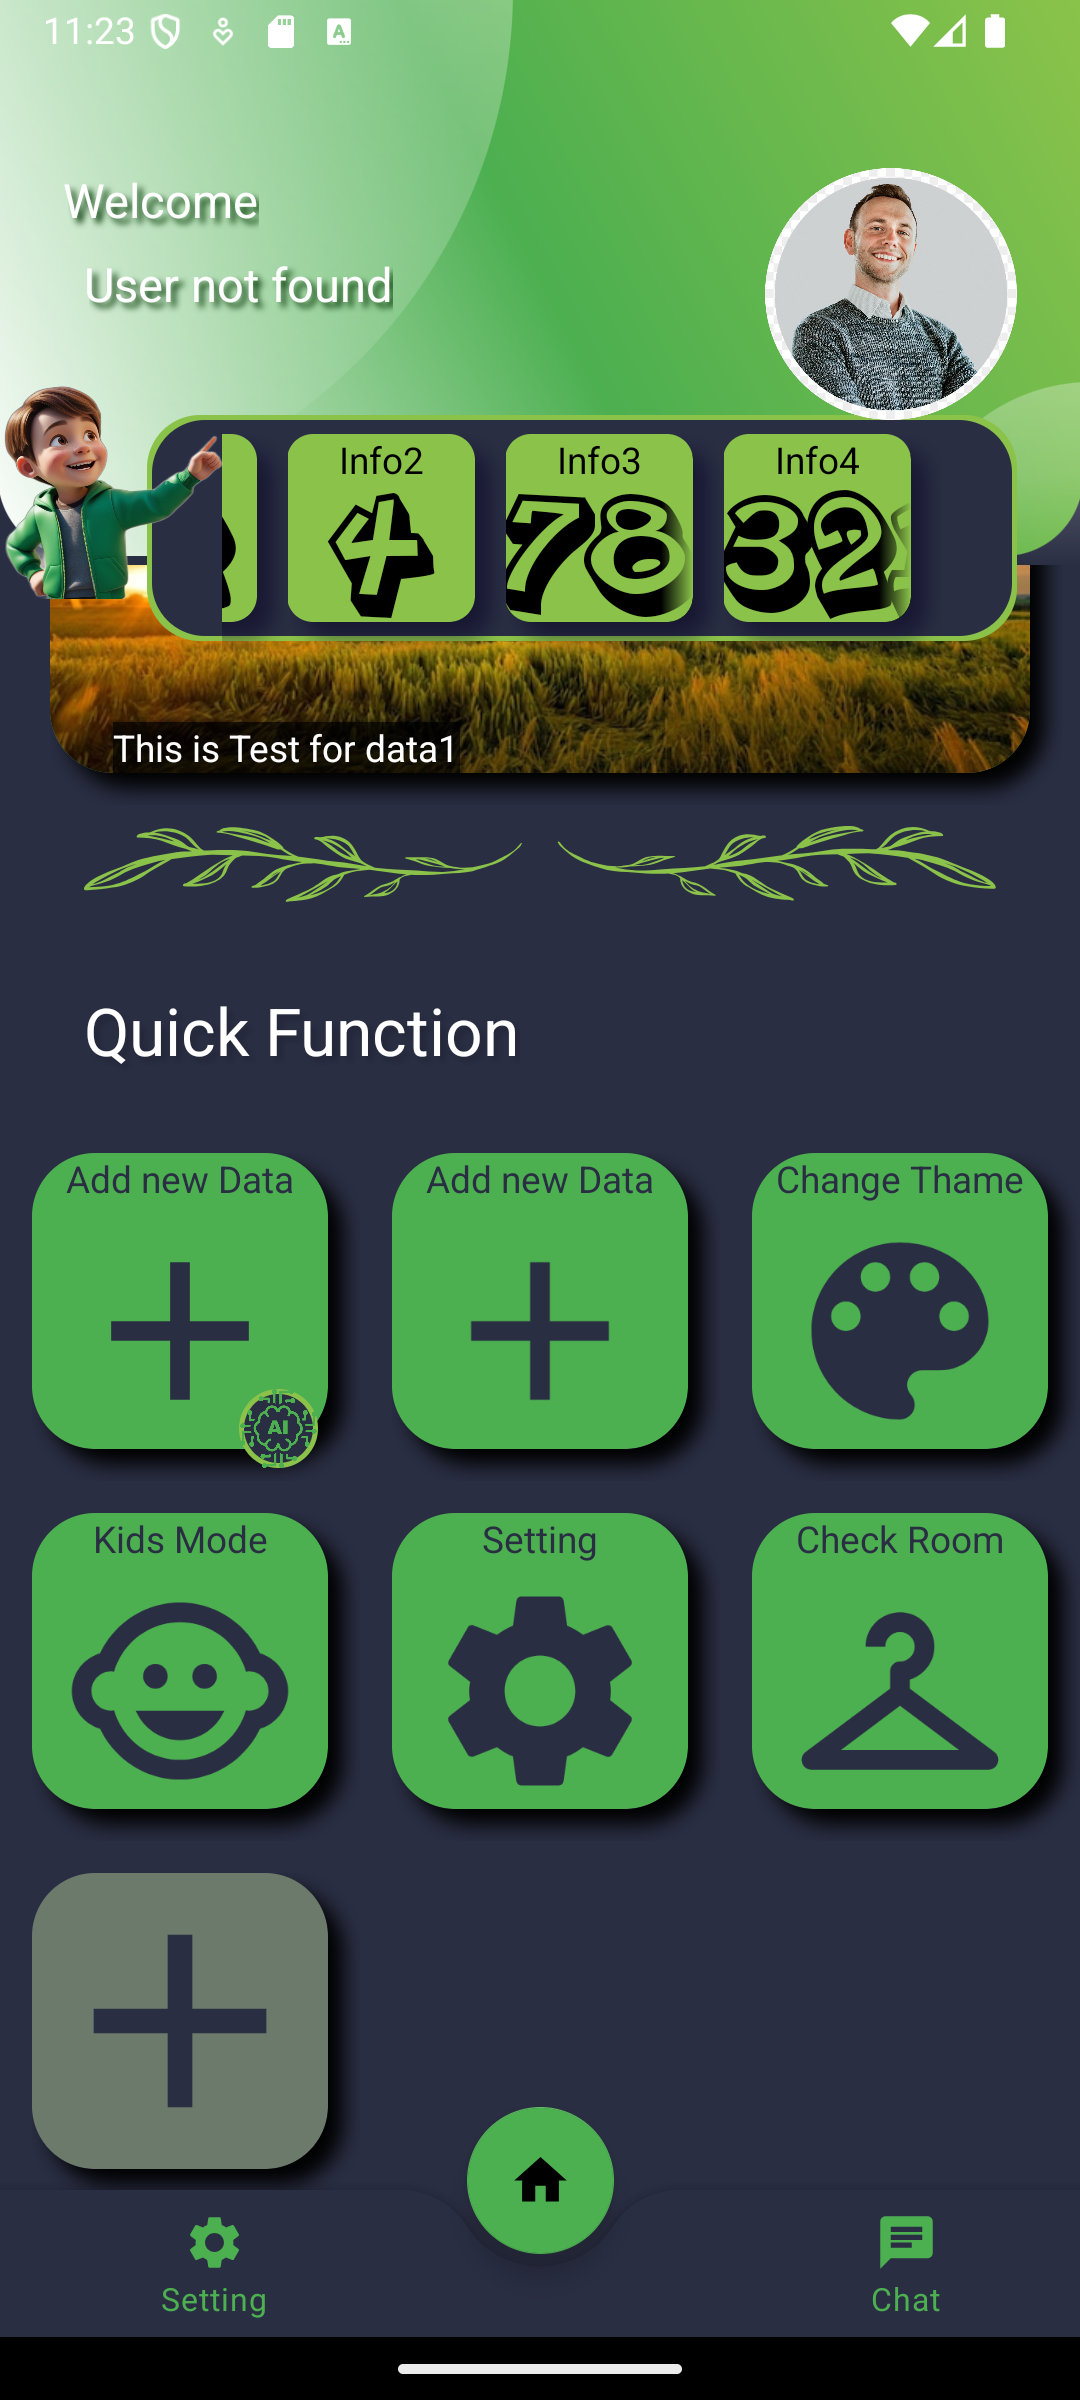 11:23
Welcome
User not found
Info2
Info3
Info4
4
78
32
This is Test for data1
Quick Function
Add new Data
Add new Data
Change Thame
AI
Kids Mode
Setting
Check Room
Setting
Chat